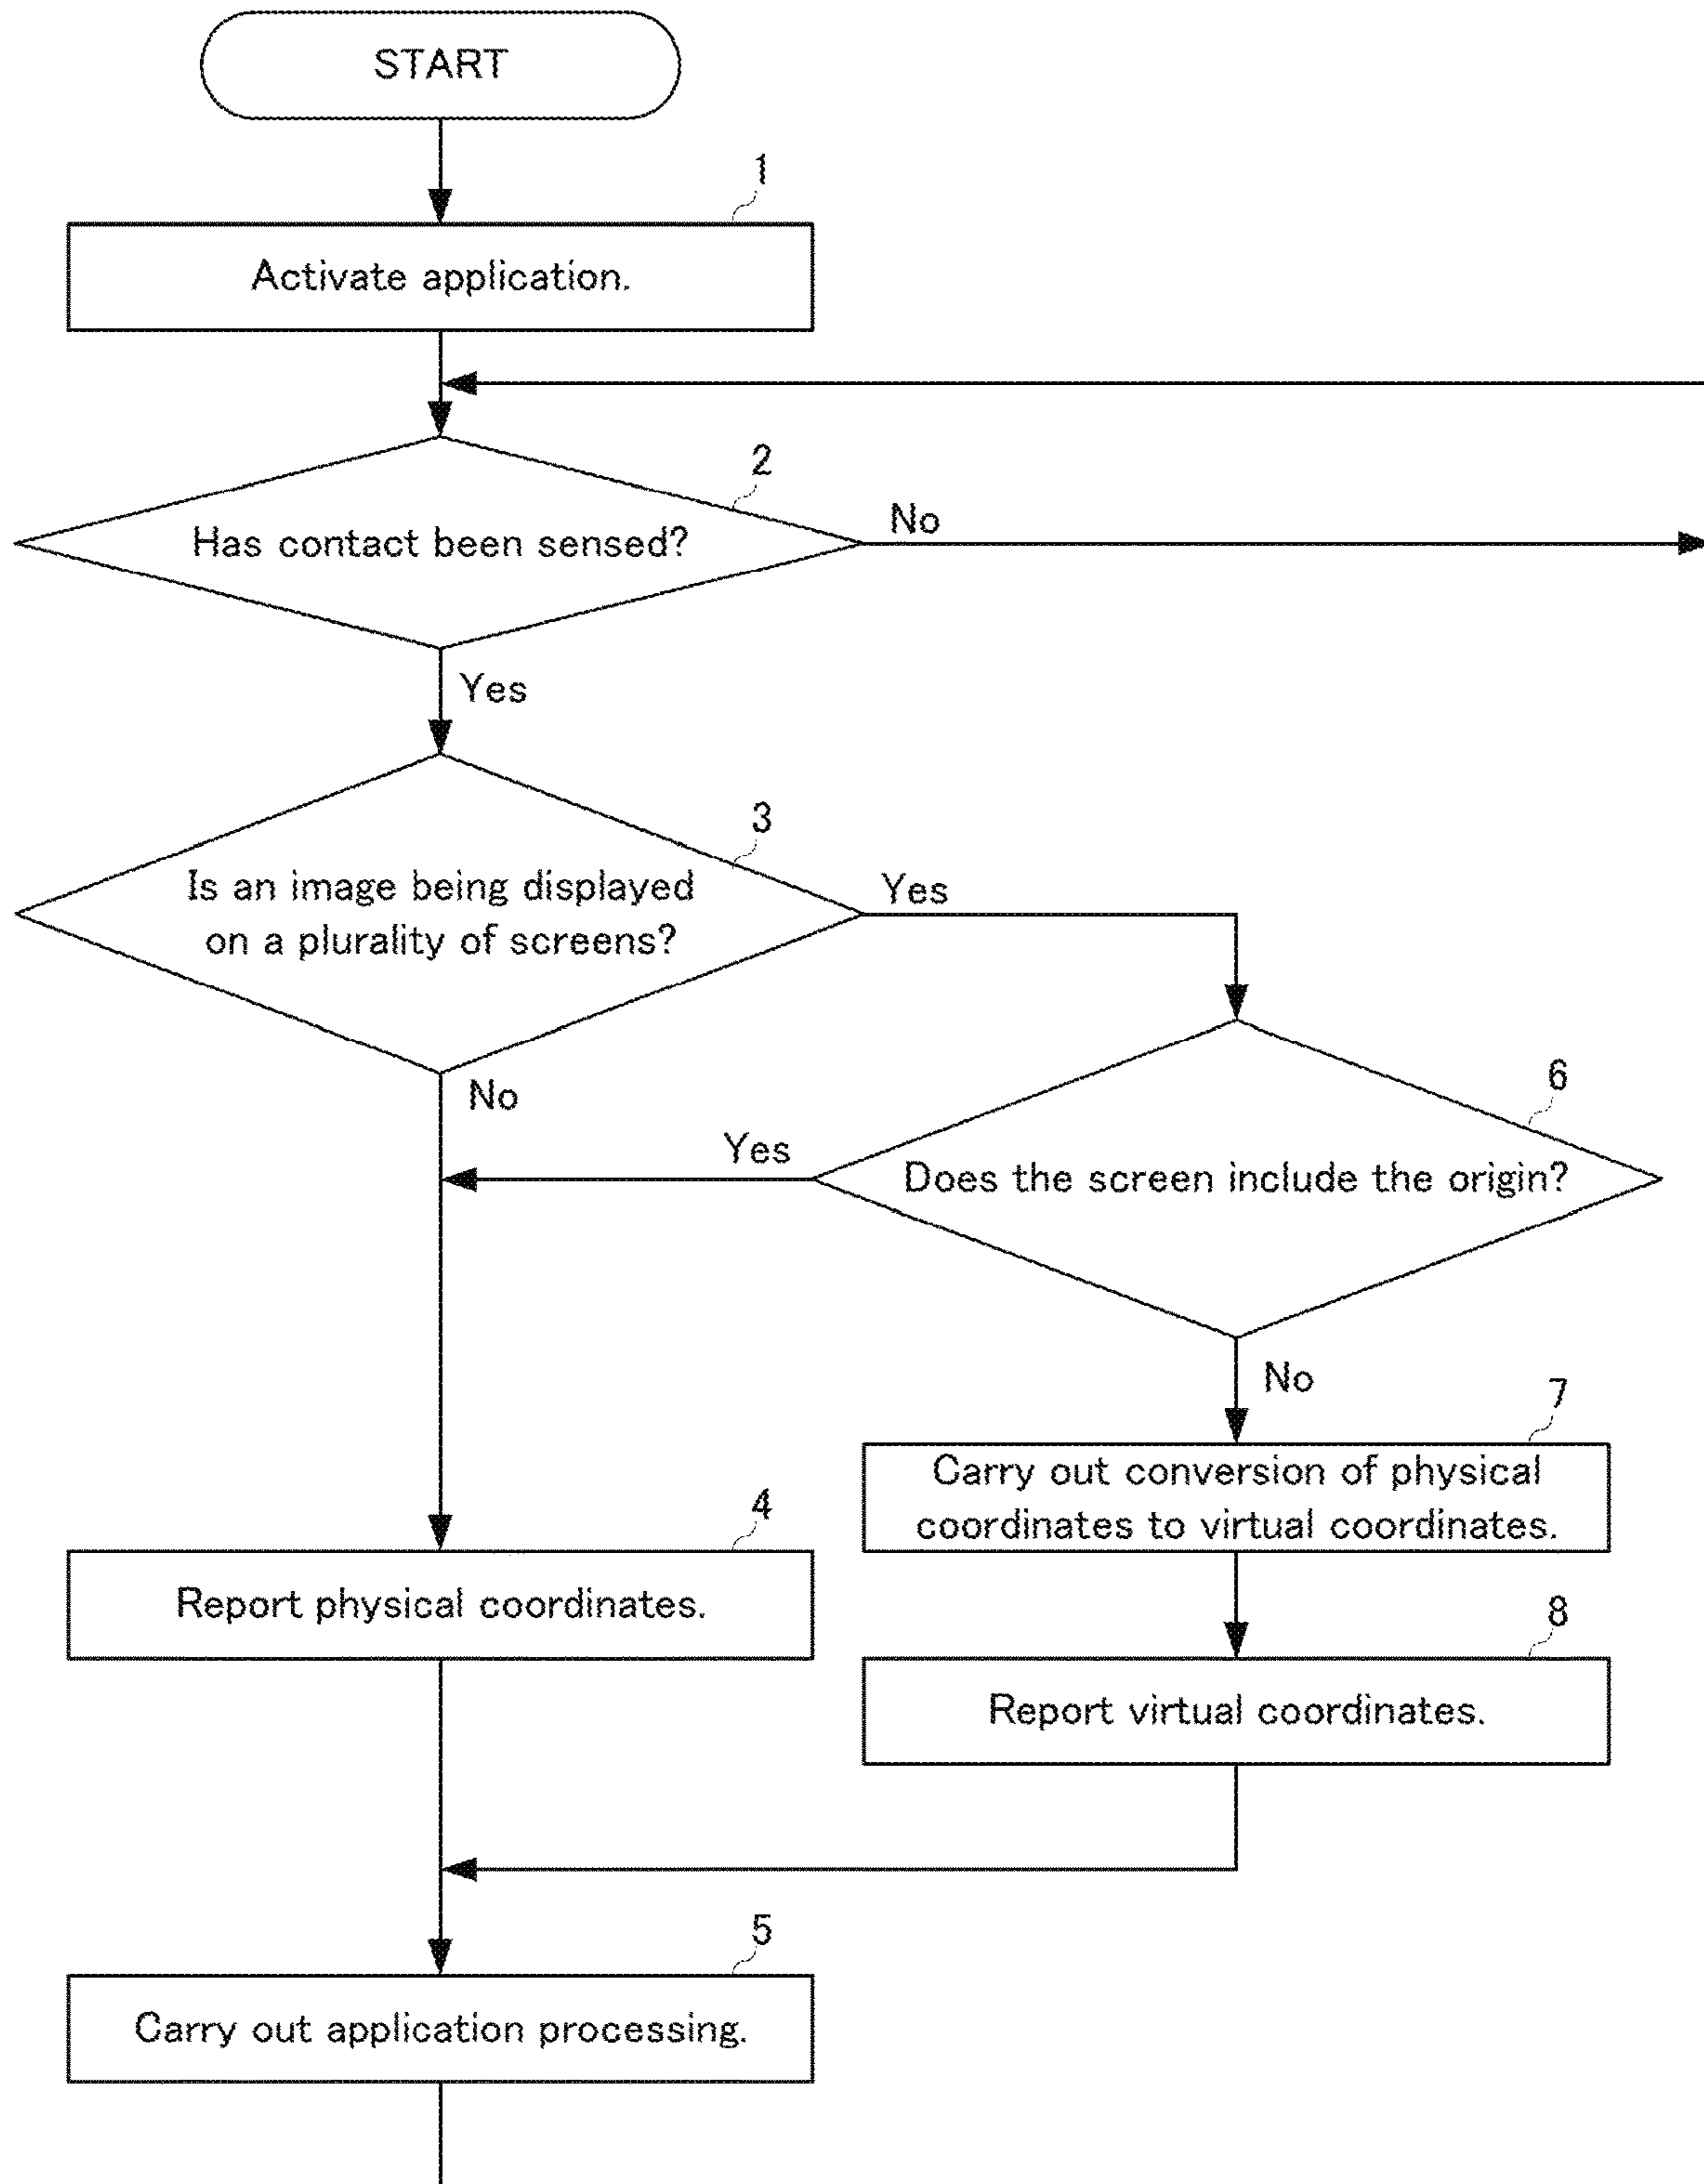 START
1
Activate application.
2
Has contact been sensed?
No
Yes
3
Is an image being displayed
on a plurality of screens?
Yes
No
6
Yes
Does the screen include the origin?
No
7
Carry out conversion of physical
coordinates to virtual coordinates.
4
Report physical coordinates.
8
Report virtual coordinates.
5
Carry out application processing.